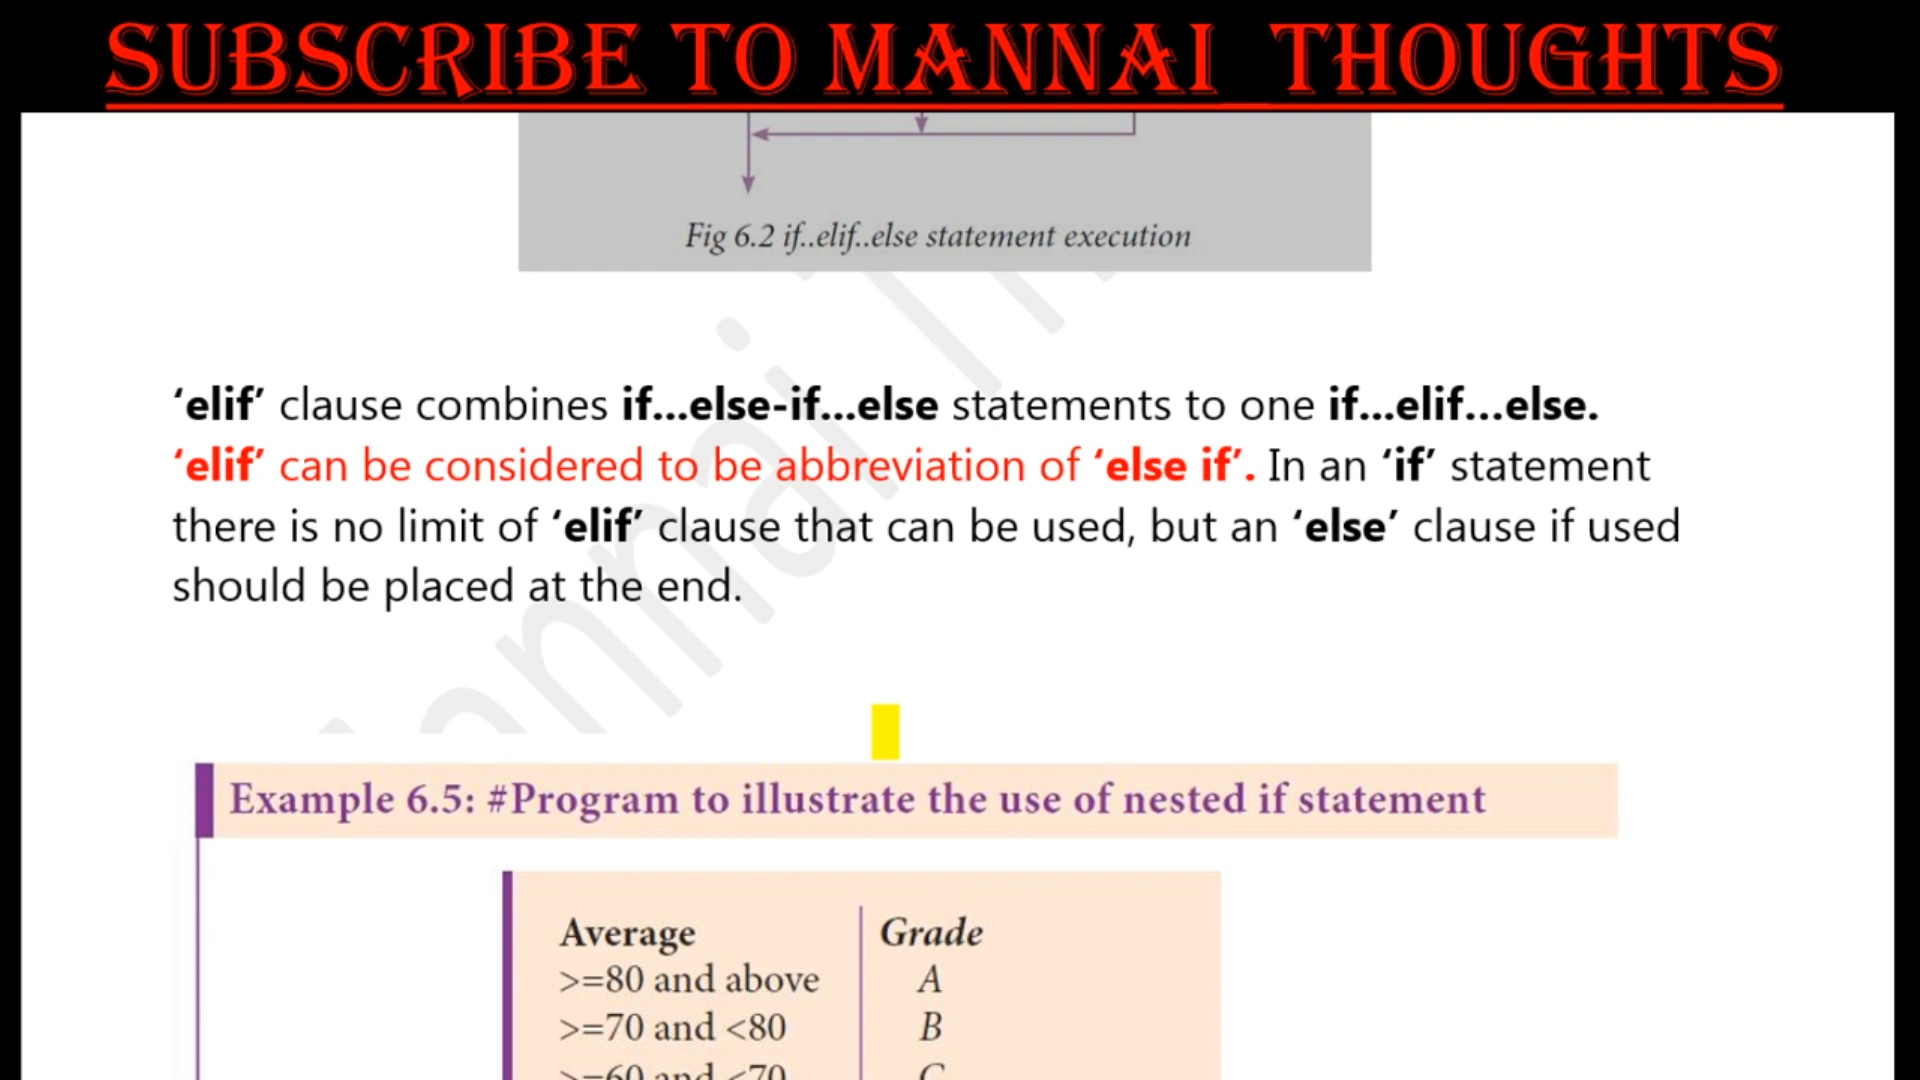 SUBSCRIBE TO MANNAI THOUGHTS
Fig 6.2 if..elif..else statement execution
‘elif’ clause combines if...else-if...else statements to one if...elif...else.
‘elif’ can be considered to be abbreviation of ‘else if’. In an ‘if’ statement
there is no limit of ‘elif’ clause that can be used, but an ‘else’ clause if used
should be placed at the end.
Example 6.5: #Program to illustrate the use of nested if statement
Average Grade
>=80 and above A
>=70 and <80 B
>=60 and <70 C